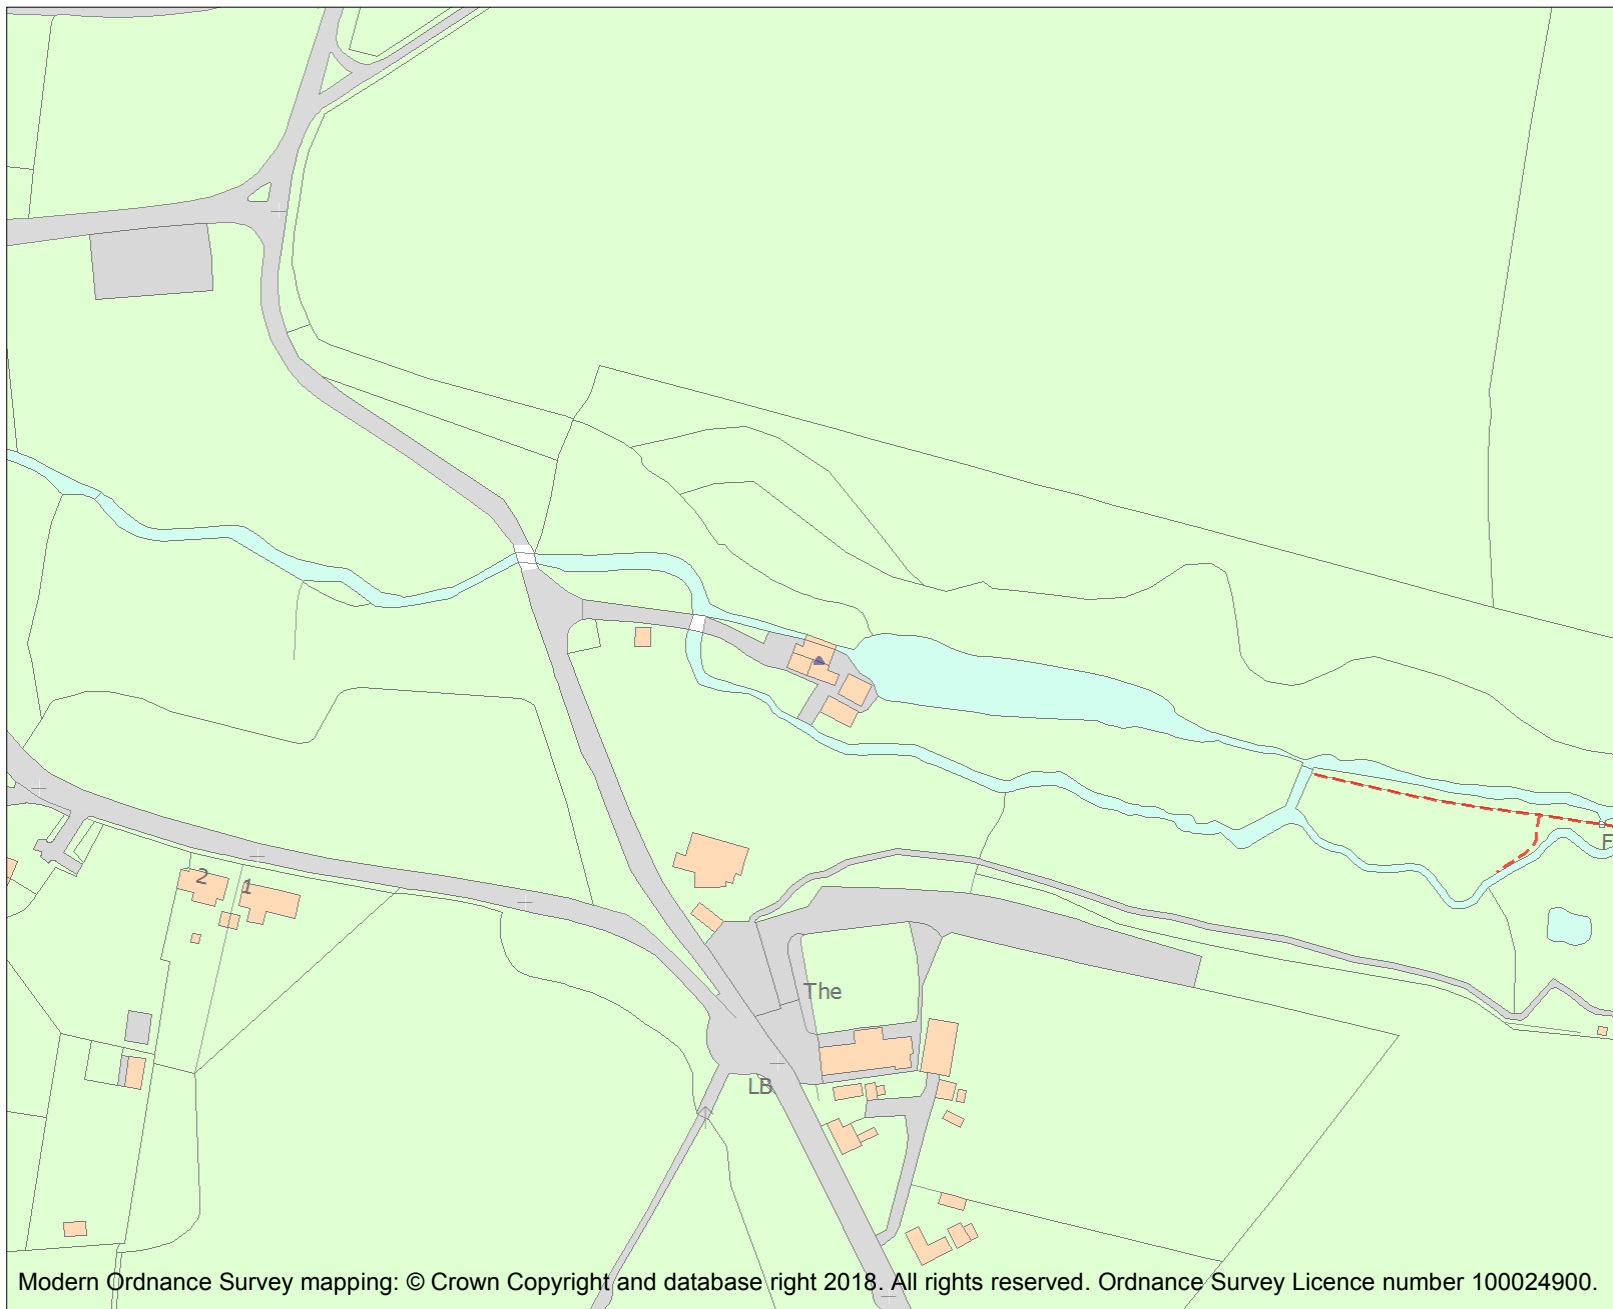 F
2
1
The
LB
Modern Ordnance Survey mapping: © Crown Copyright and database right 2018. All rights reserved. Ordnance Survey Licence number 100024900.